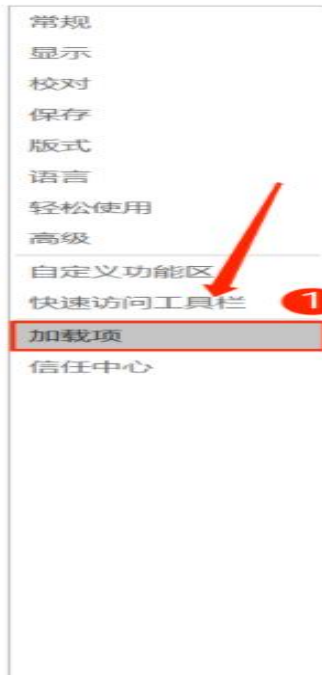 常规
显示
校对
保存
版式
语言
轻松使用
高级
自定义功能区
快速访问工具栏
1
加载项
信任中心